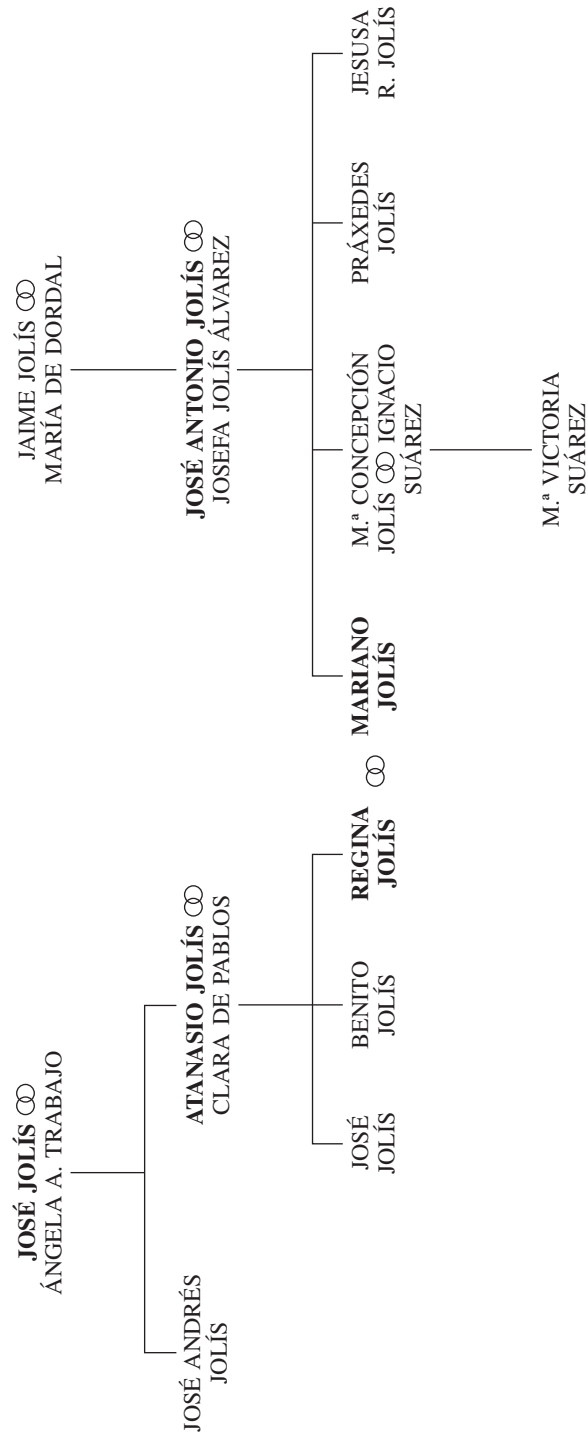 JOSÉ JOLÍS
ÁNGELA A. TRABAJO
JAIME JOLÍS
MARÍA DE DORDAL
JOSÉ ANDRÉS
JOLÍS
ATANASIO JOLÍS
CLARA DE PABLOS
JOSÉ ANTONIO JOLÍS
JOSEFA JOLÍS ÁLVAREZ
JOSÉ
JOLÍS
BENITO
JOLÍS
REGINA
JOLÍS
MARIANO
JOLÍS
M.ª CONCEPCIÓN
JOLÍS IGNACIO
SUÁREZ
PRÁXEDES
JOLÍS
JESUSA
R. JOLÍS
M.ª VICTORIA
SUÁREZ